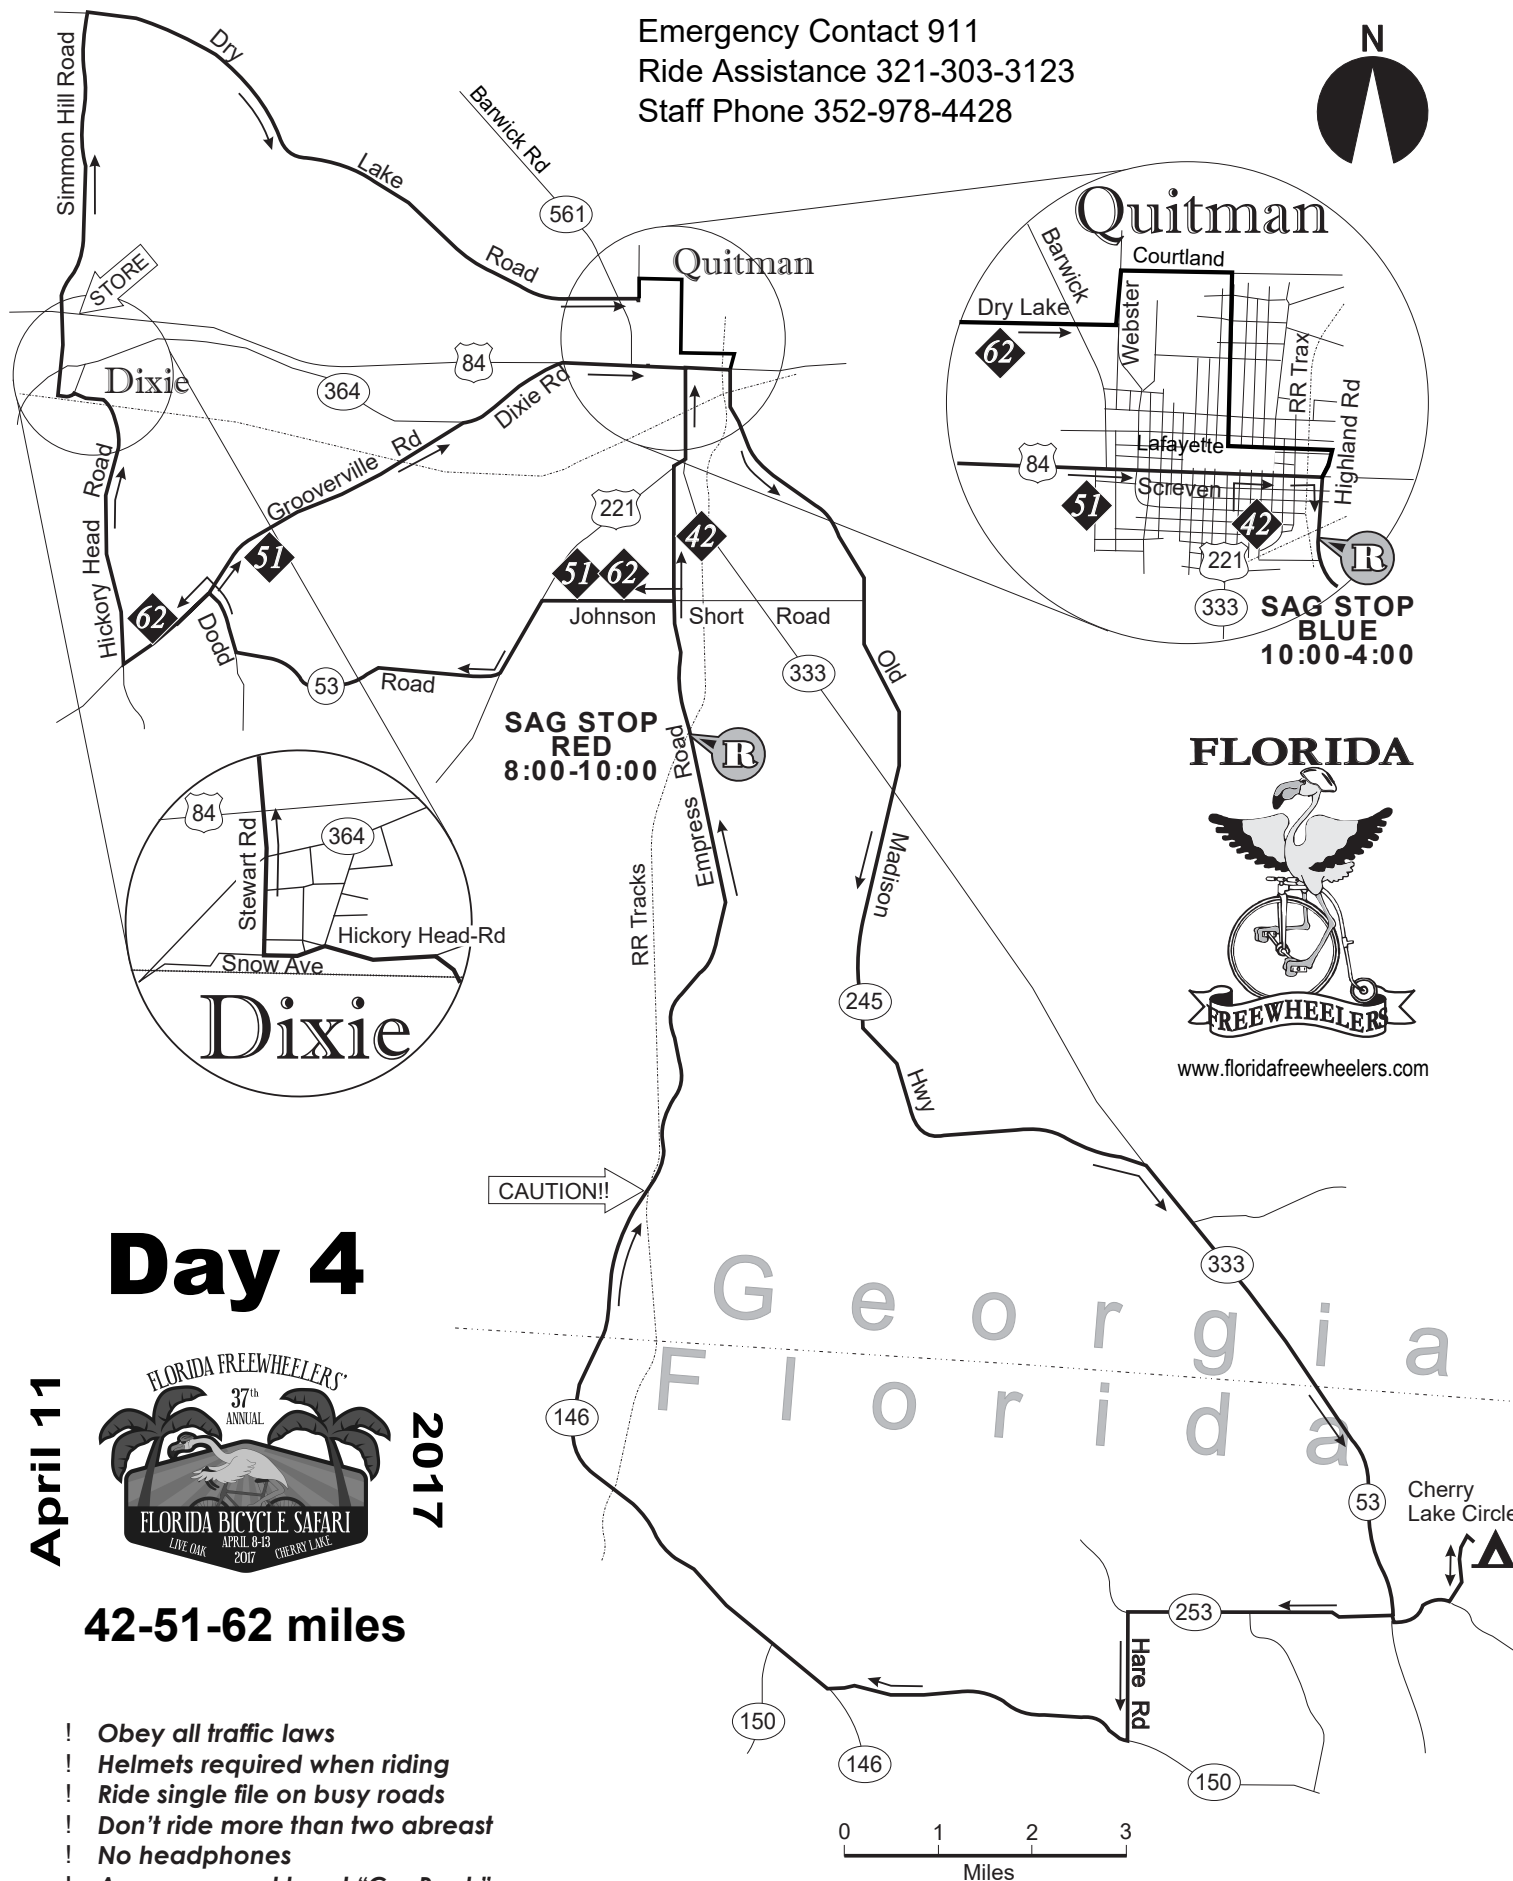 Emergency Contact 911
Ride Assistance 321-303-3123
Staff Phone 352-978-4428
N
Simmon Hill Road
Dry
Lake
Road
Barwick Rd
561
STORE
Quitman
Dixie
84
364
Dixie Rd
Grooverville Rd
Hickory Head Road
51
62
Dodd
53
Road
221
42
51
62
Johnson
Short
Road
333
Old
Madison
245
Hwy
Quitman
Courtland
Barwick
Webster
Dry Lake
62
RR Trax
Highland Rd
Lafayette
84
Screven
51
42
221
R
333
SAG STOP
BLUE
10:00-4:00
SAG STOP
RED
8:00-10:00
R
Empress Road
RR Tracks
84
364
Stewart Rd
Hickory Head-Rd
Snow Ave
Dixie
FLORIDA
FREEWHEELERS
www.floridafreewheelers.com
CAUTION!!
Day 4
Georgia
Florida
333
146
53
Cherry
Lake Circle
253
Hare Rd
150
146
150
April 11
2017
FLORIDA FREEWHEELERS'
37th
ANNUAL
FLORIDA BICYCLE SAFARI
LIVE OAK
APRIL 8-13
2017
CHERRY LAKE
42-51-62 miles
! Obey all traffic laws
! Helmets required when riding
! Ride single file on busy roads
! Don't ride more than two abreast
! No headphones
0 1 2 3
Miles